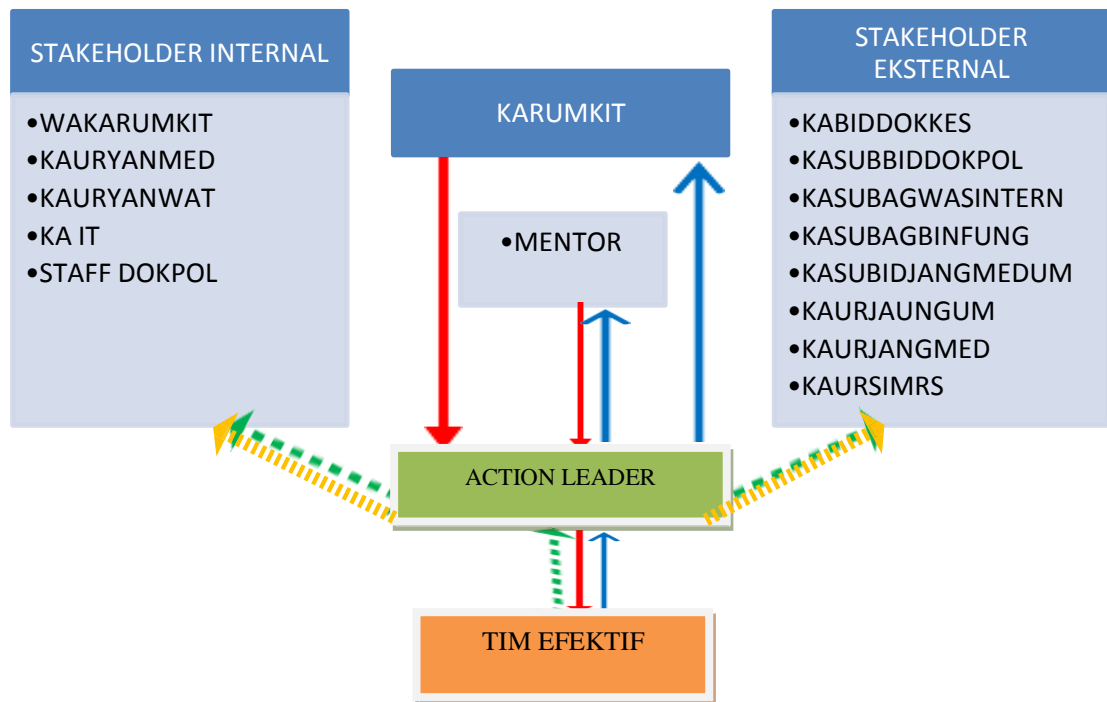 STAKEHOLDER INTERNAL
•WAKARUMKIT
•KAURYANMED
•KAURYANWAT
•KA IT
•STAFF DOKPOL
KARUMKIT
•MENTOR
STAKEHOLDER
EKSTERNAL
•KABIDDOKKES
•KASUBBIDDOKPOL
•KASUBAGWASINTERN
•KASUBAGBINFUNG
•KASUBIDJANGMEDUM
•KAURJAUNGUM
•KAURJANGMED
•KAURSIMRS
ACTION LEADER
TIM EFEKTIF